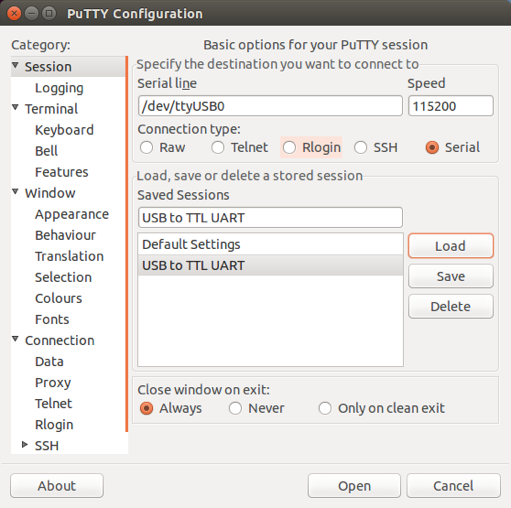 PuTTY Configuration
Category:
Session
Logging
Terminal
Keyboard
Bell
Features
Window
Appearance
Behaviour
Translation
Selection
Colours
Fonts
Connection
Data
Proxy
Telnet
Rlogin
SSH
Basic options for your PuTTY session
Specify the destination you want to connect to
Serial line Speed
/dev/ttyUSB0 115200
Connection type:
Raw Telnet Rlogin SSH Serial
Load, save or delete a stored session
Saved Sessions
USB to TTL UART
Default Settings
USB to TTL UART
Load
Save
Delete
Close window on exit:
Always Never Only on clean exit
About Open Cancel